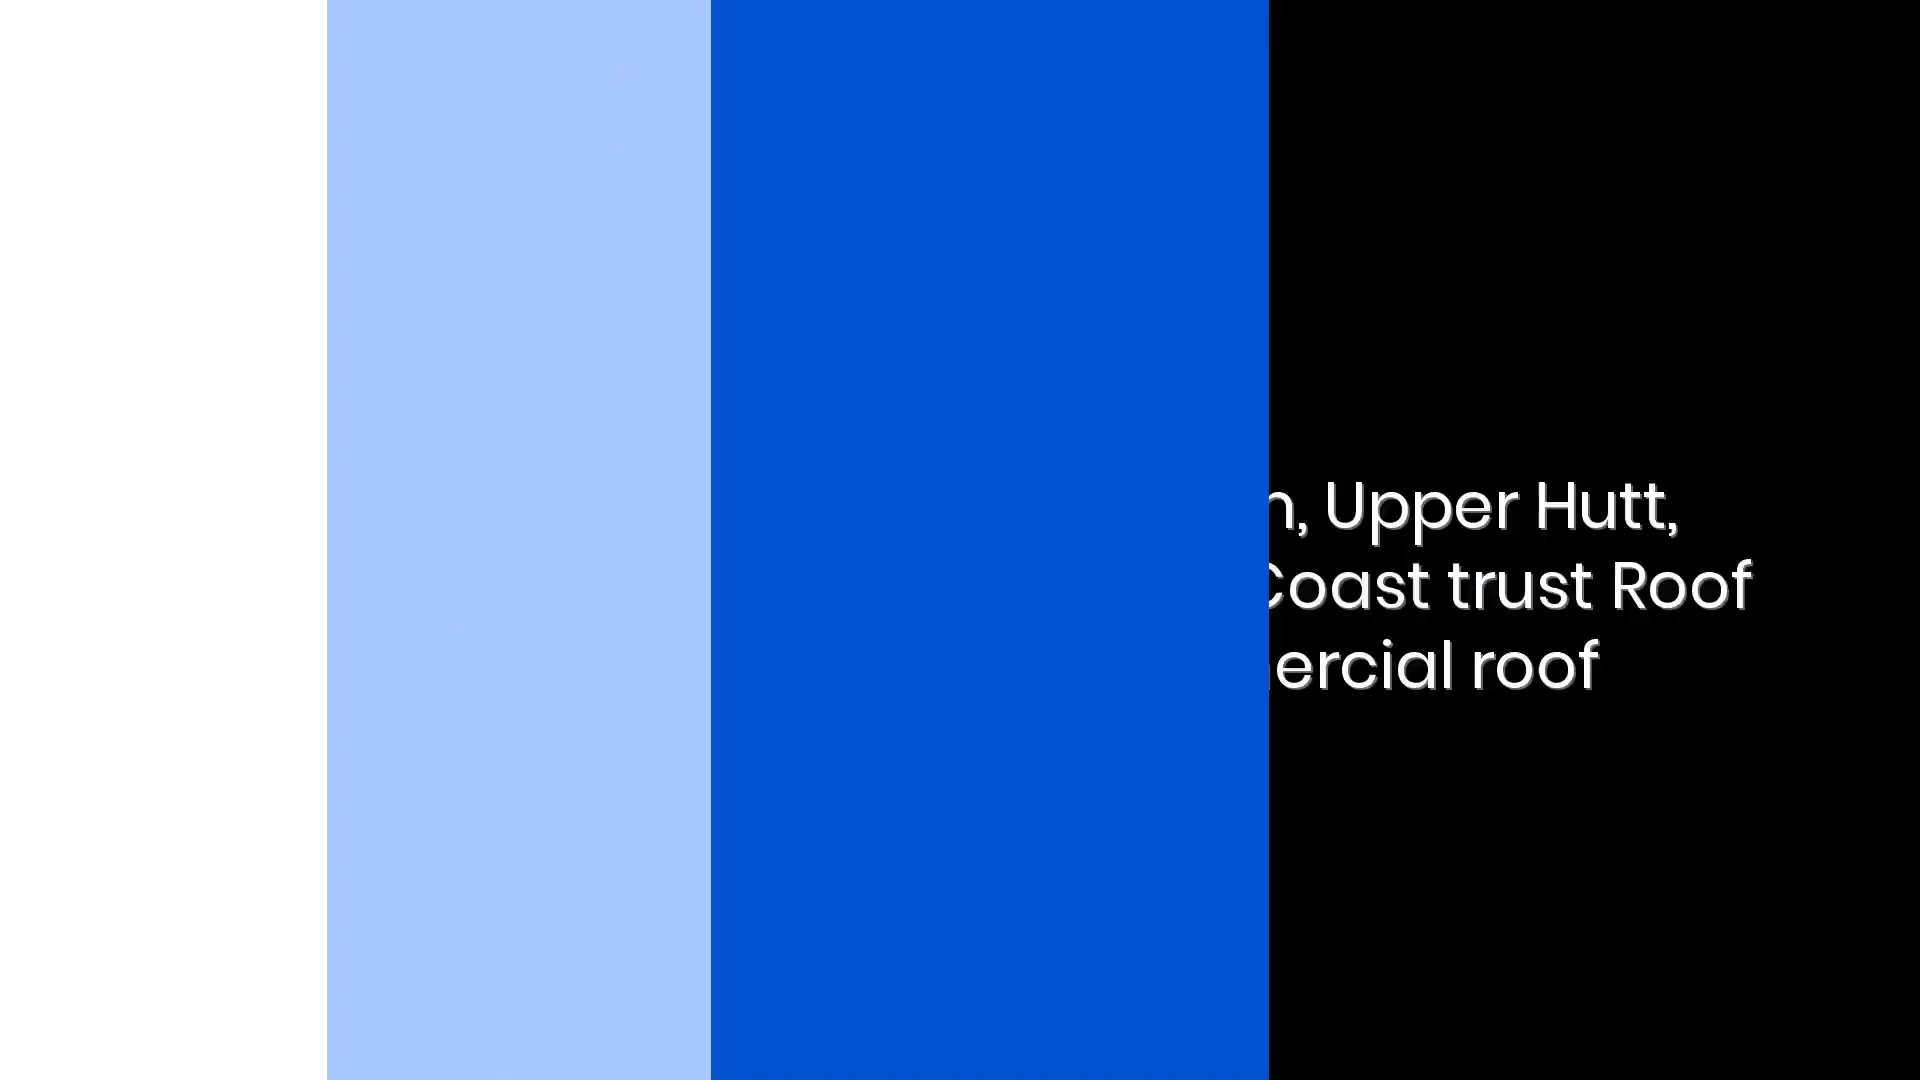 , Upper Hutt,
Coast trust Roof
ercial roof